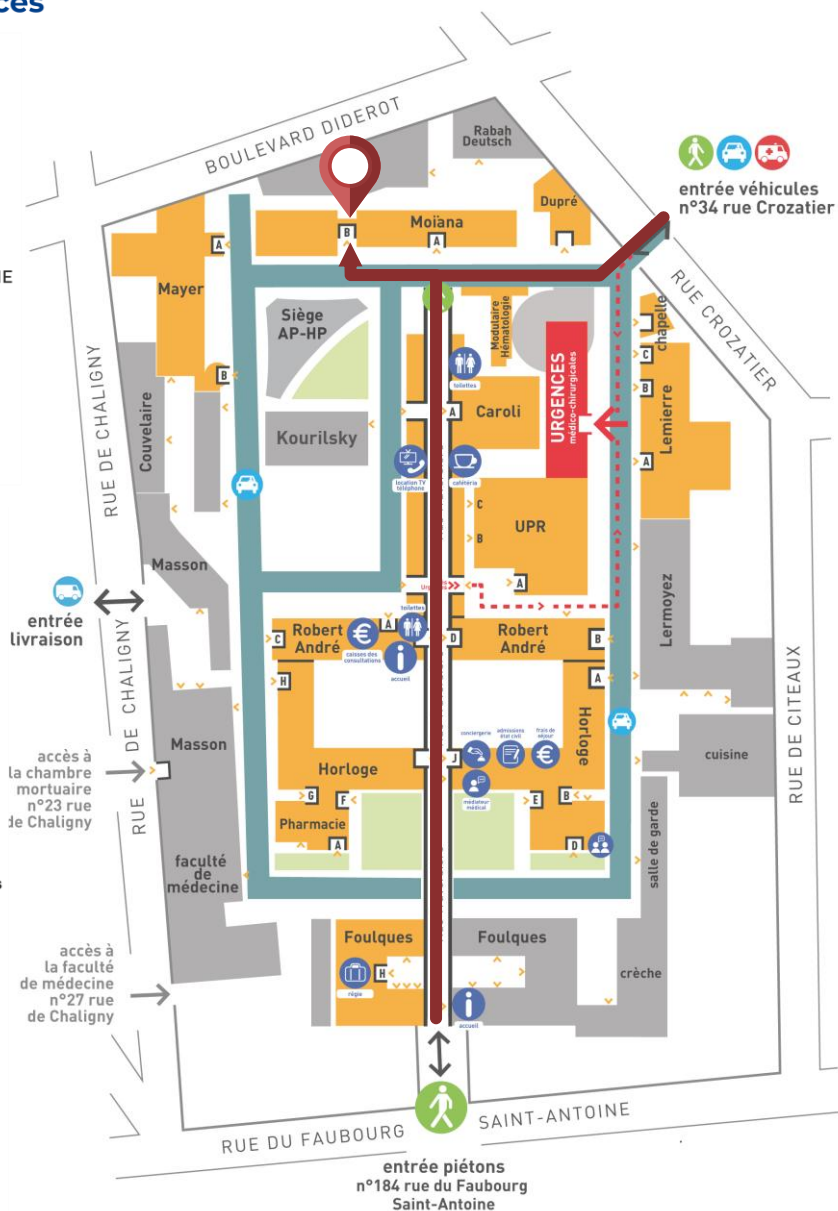 ces
BOULEVARD DIDEROT
Rabah
Deutsch
entrée véhicules
n°34 rue Crozatier
Dupré
Moïana
B
A
A
Mayer
IE
RUE CROZATIER
Siège
AP-HP
Modulaire
Hématologie
chapelle
toilettes
URGENCES
médico-chirurgicales
C
B
Lemierre
A
B
Caroli
A
Couvelaire
Kourilsky
RUE DE CHALIGNY
location TV
téléphone
cafétéria
C
B
UPR
A
Masson
entrée
livraison
toilettes
Lermoyez
C
Robert
André
A
caisses des
consultations
accueil
D
Robert
André
B
H
A
Horloge
RUE DE CHALIGNY
RUE DE CITEAUX
Masson
conciergerie
admissions
état civil
frais de
séjour
cuisine
accès à
la chambre
mortuaire
n°23 rue
de Chaligny
Horloge
J
médiateur
médical
G
F
E
B
Pharmacie
A
D
salle de garde
faculté
de
médecine
s
Foulques
Foulques
accès à
la faculté
de médecine
n°27 rue
de Chaligny
H
régie
crèche
accueil
RUE DU FAUBOURG SAINT-ANTOINE
entrée piétons
n°184 rue du Faubourg
Saint-Antoine